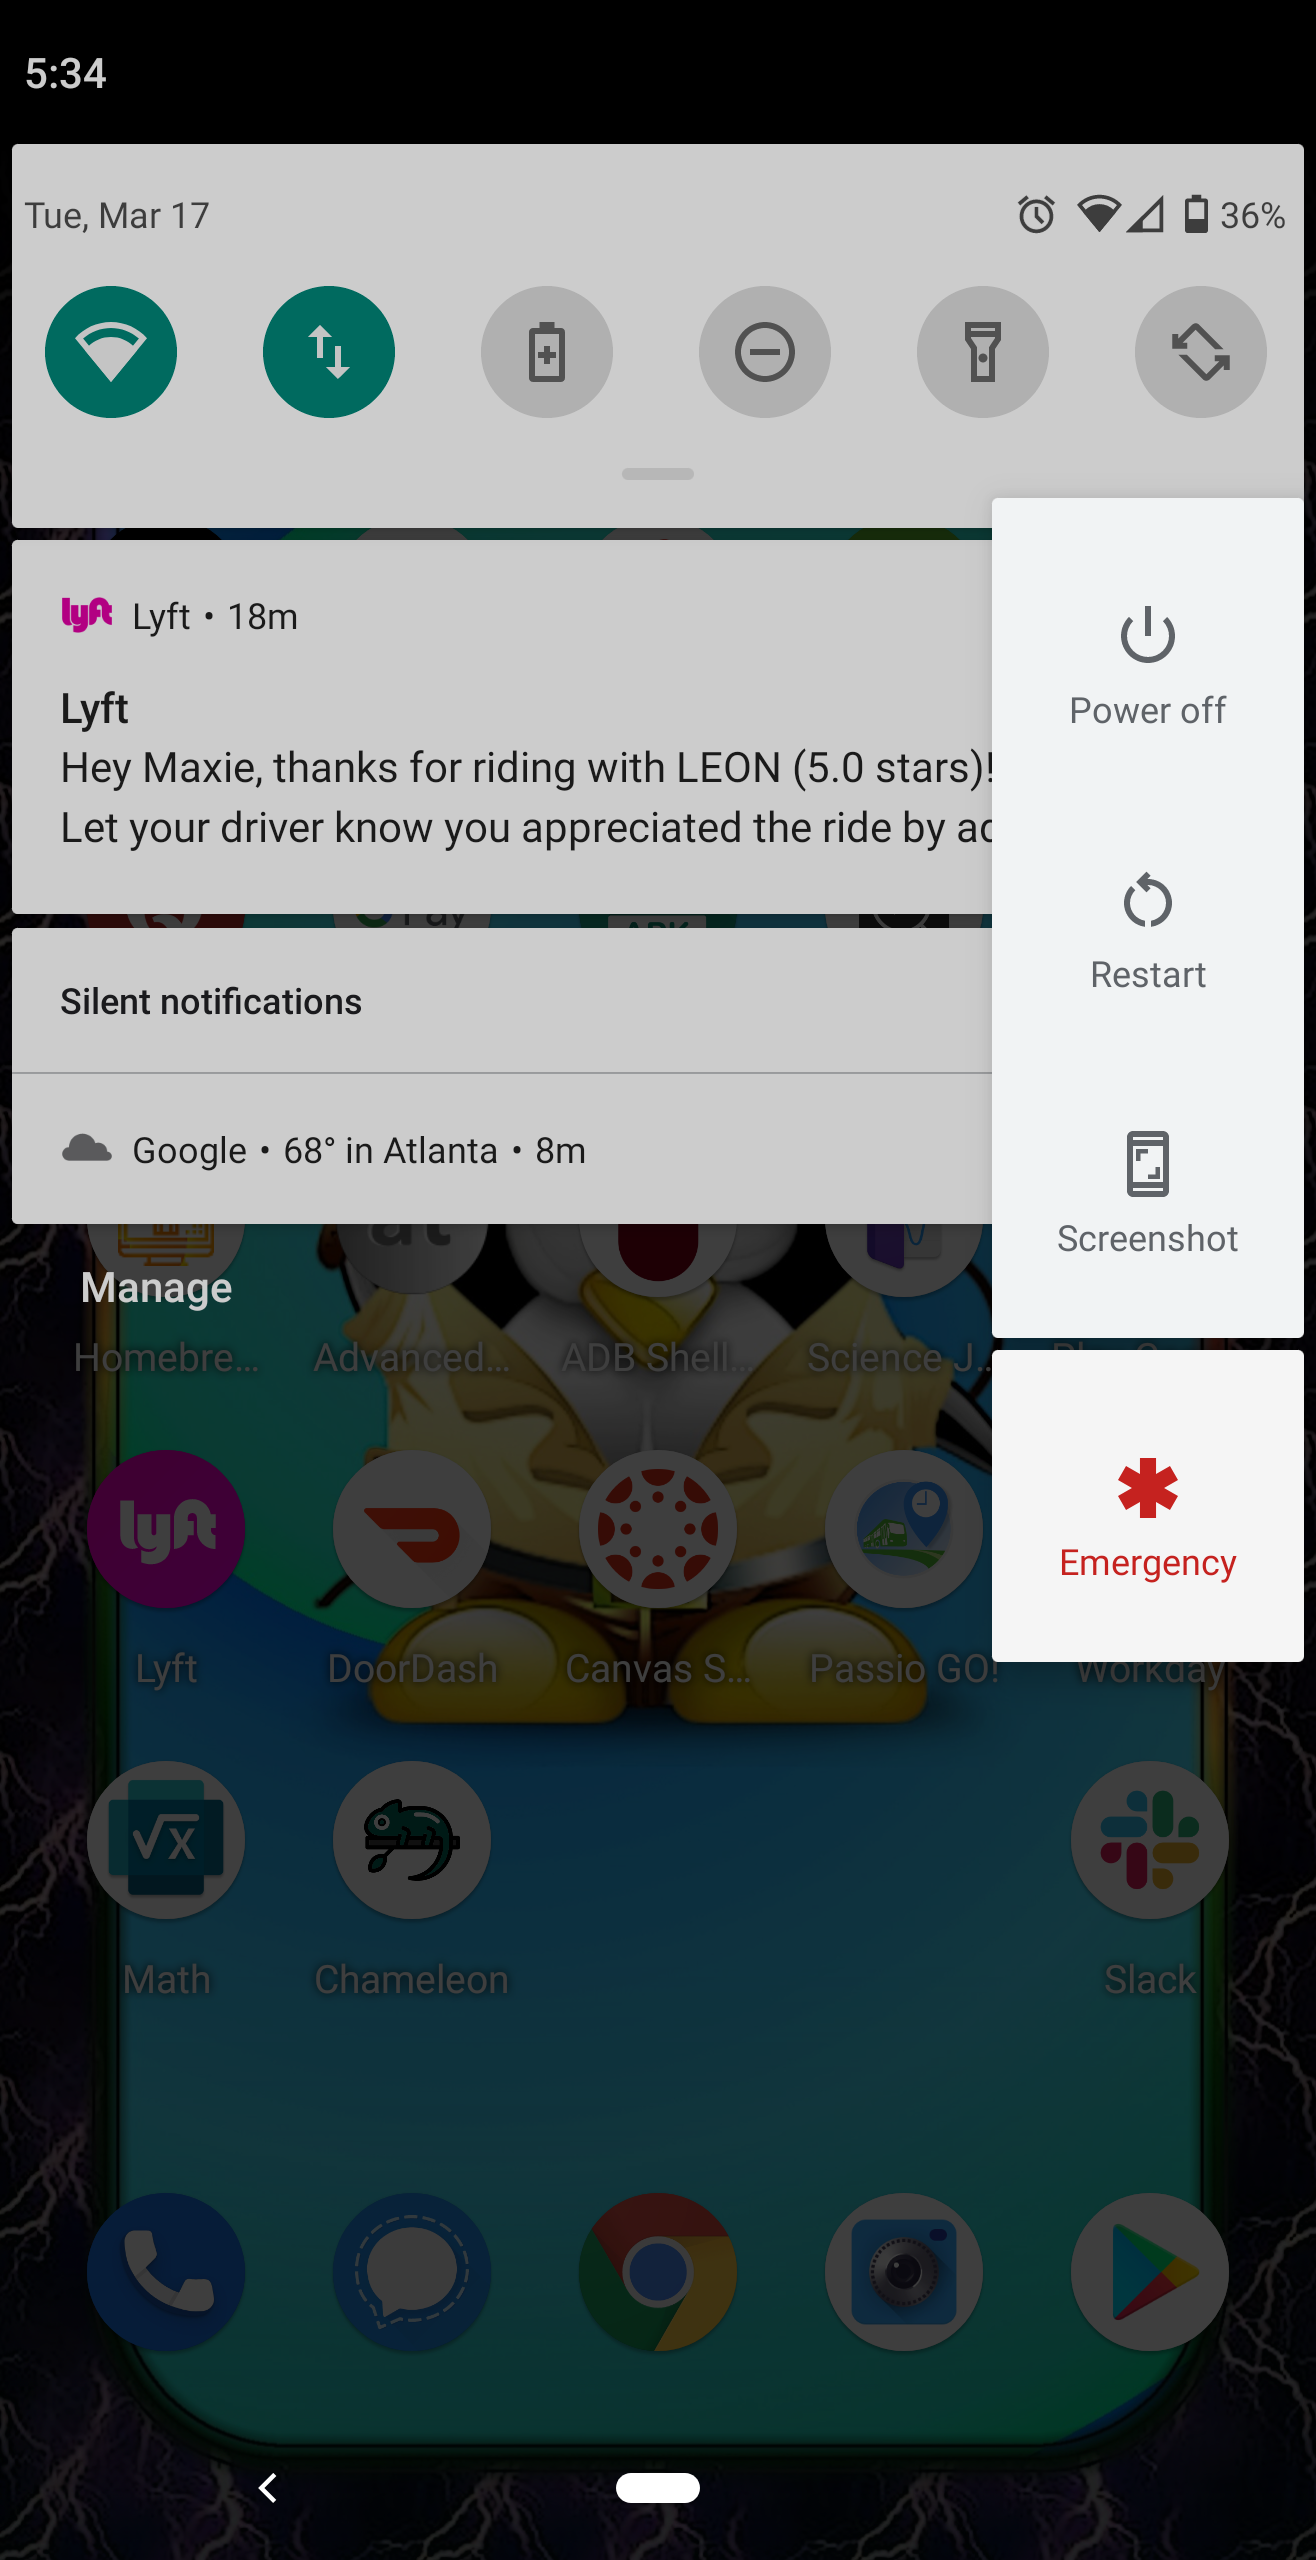 5:34
Tue, Mar 17
36%
lyft Lyft • 18m
Lyft
Hey Maxie, thanks for riding with LEON (5.0 stars)!
Let your driver know you appreciated the ride by
Silent notifications
Google • 68° in Atlanta • 8m
Manage
Power off
Restart
Screenshot
Emergency
Pay
at
Homebre… Advanced… ADB Shell… Science J…
lyft
Lyft DoorDash Canvas S… Passio GO! Workday
√x
Math Chameleon Slack